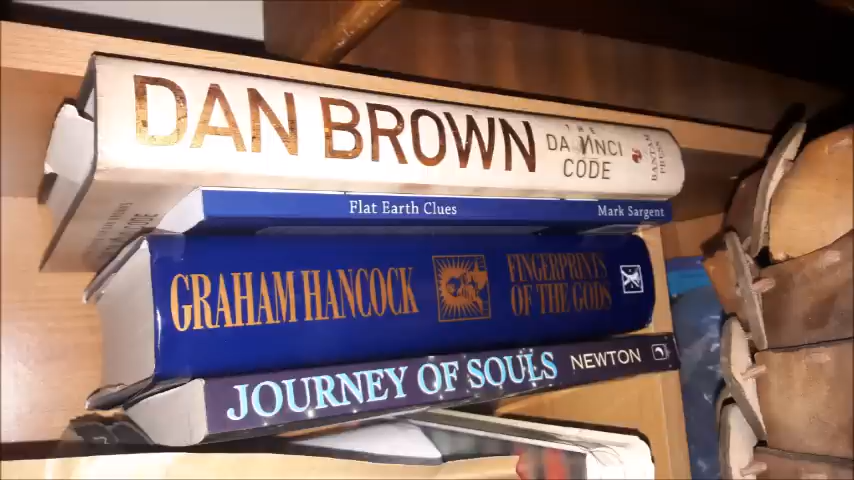 DAN BROWN
THE
DA VINCI
CODE
BANTAM
PRESS
Flat Earth Clues
Mark Sargent
GRAHAM HANCOCK
FINGERPRINTS
OF THE GODS
JOURNEY OF SOULS
NEWTON